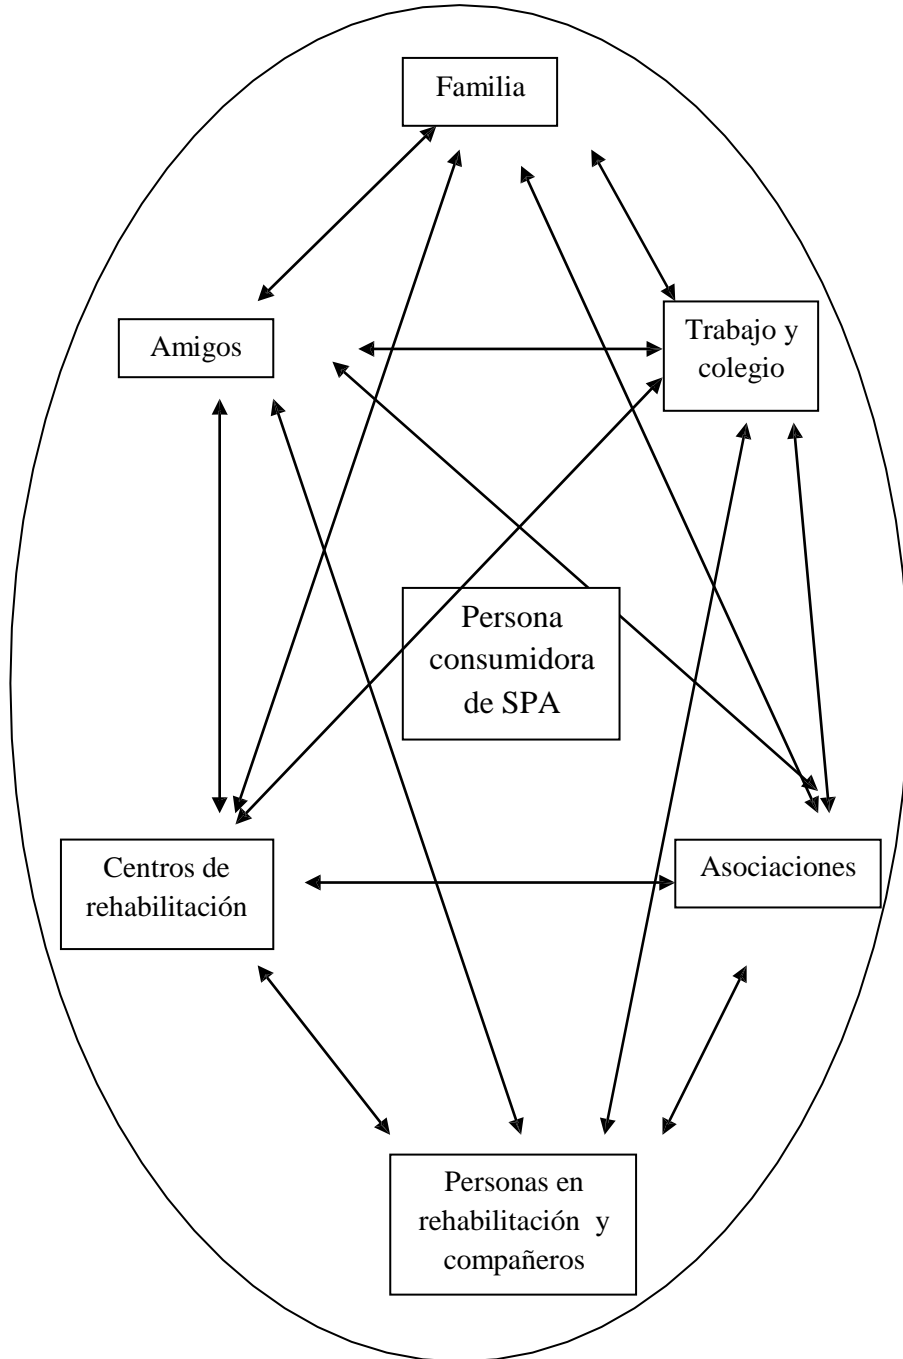 Familia
Amigos
Trabajo y
colegio
Persona
consumidora
de SPA
Centros de
rehabilitación
Asociaciones
Personas en
rehabilitación y
compañeros